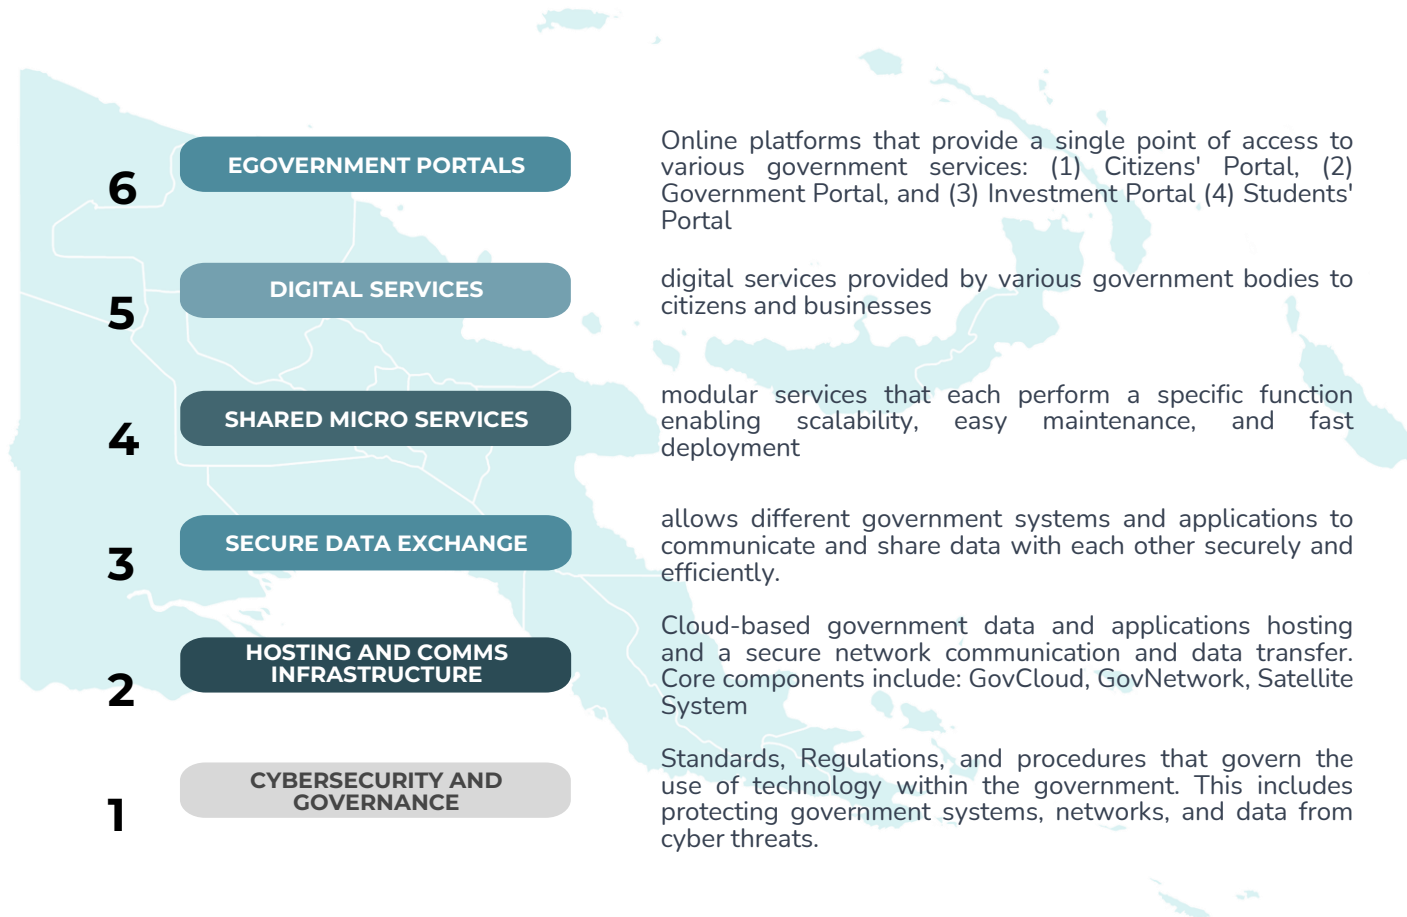 6
EGOVERNMENT PORTALS
Online platforms that provide a single point of access to
various government services: (1) Citizens' Portal, (2)
Government Portal, and (3) Investment Portal (4) Students'
Portal
5
DIGITAL SERVICES
digital services provided by various government bodies to
citizens and businesses
4
SHARED MICRO SERVICES
modular services that each perform a specific function
enabling scalability, easy maintenance, and fast
deployment
3
SECURE DATA EXCHANGE
allows different government systems and applications to
communicate and share data with each other securely and
efficiently.
2
HOSTING AND COMMS
INFRASTRUCTURE
Cloud-based government data and applications hosting
and a secure network communication and data transfer.
Core components include: GovCloud, GovNetwork, Satellite
System
1
CYBERSECURITY AND
GOVERNANCE
Standards, Regulations, and procedures that govern the
use of technology within the government. This includes
protecting government systems, networks, and data from
cyber threats.